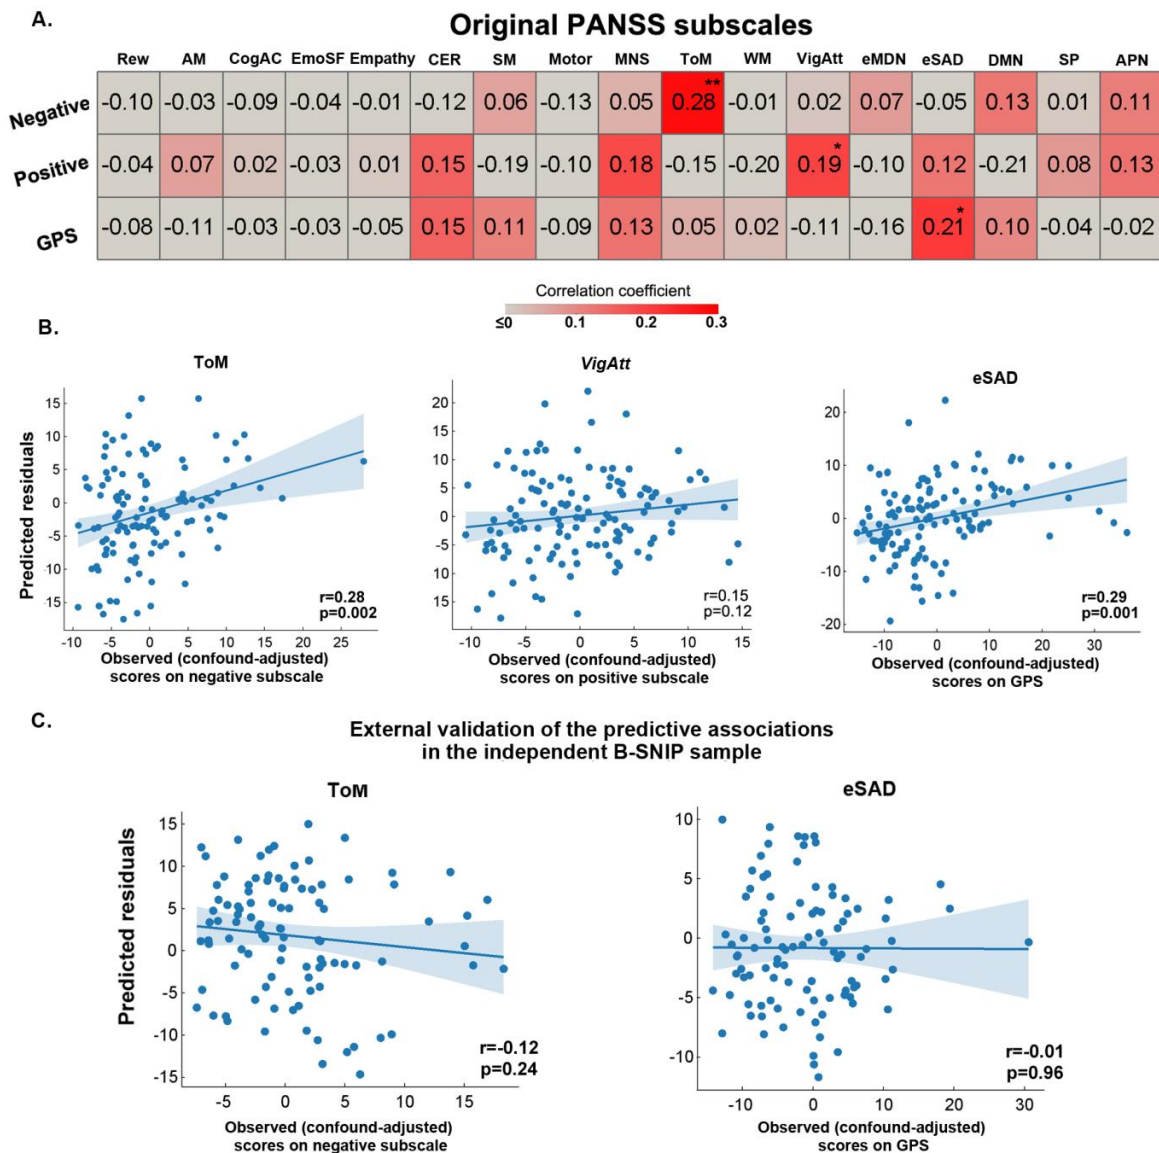 A.
Original PANSS subscales
Rew AM CogAC EmoSF Empathy CER SM Motor MNS ToM WM VigAtt eMDN eSAD DMN SP APN
Negative -0.10 -0.03 -0.09 -0.04 -0.01 -0.12 0.06 -0.13 0.05 0.28** -0.01 0.02 0.07 -0.05 0.13 0.01 0.11
Positive -0.04 0.07 0.02 -0.03 0.01 0.15 -0.19 -0.10 0.18 -0.15 -0.20 0.19* -0.10 0.12 -0.21 0.08 0.13
GPS -0.08 -0.11 -0.03 -0.03 -0.05 0.15 0.11 -0.09 0.13 0.05 0.02 -0.11 -0.16 0.21* 0.10 -0.04 -0.02
Correlation coefficient
≤0 0.1 0.2 0.3
B.
ToM
Predicted residuals
15
10
5
0
-5
-10
15
r=0.28
p=0.002
-10 -5 0 5 10 15 20 25
Observed (confound-adjusted)
scores on negative subscale
VigAtt
20
15
10
5
0
-5
10
15
r=0.15
p=0.12
-10 -5 0 5 10 15
Observed (confound-adjusted)
scores on positive subscale
eSAD
20
10
0
-10
-20
r=0.29
p=0.001
-10 0 10 20 30
Observed (confound-adjusted)
scores on GPS
C.
External validation of the predictive associations
in the independent B-SNIP sample
ToM
Predicted residuals
15
10
5
0
-5
-10
-15
r=-0.12
p=0.24
-5 0 5 10 15
Observed (confound-adjusted)
scores on negative subscale
eSAD
10
5
0
-5
-10
r=-0.01
p=0.96
-10 0 10 20 30
Observed (confound-adjusted)
scores on GPS